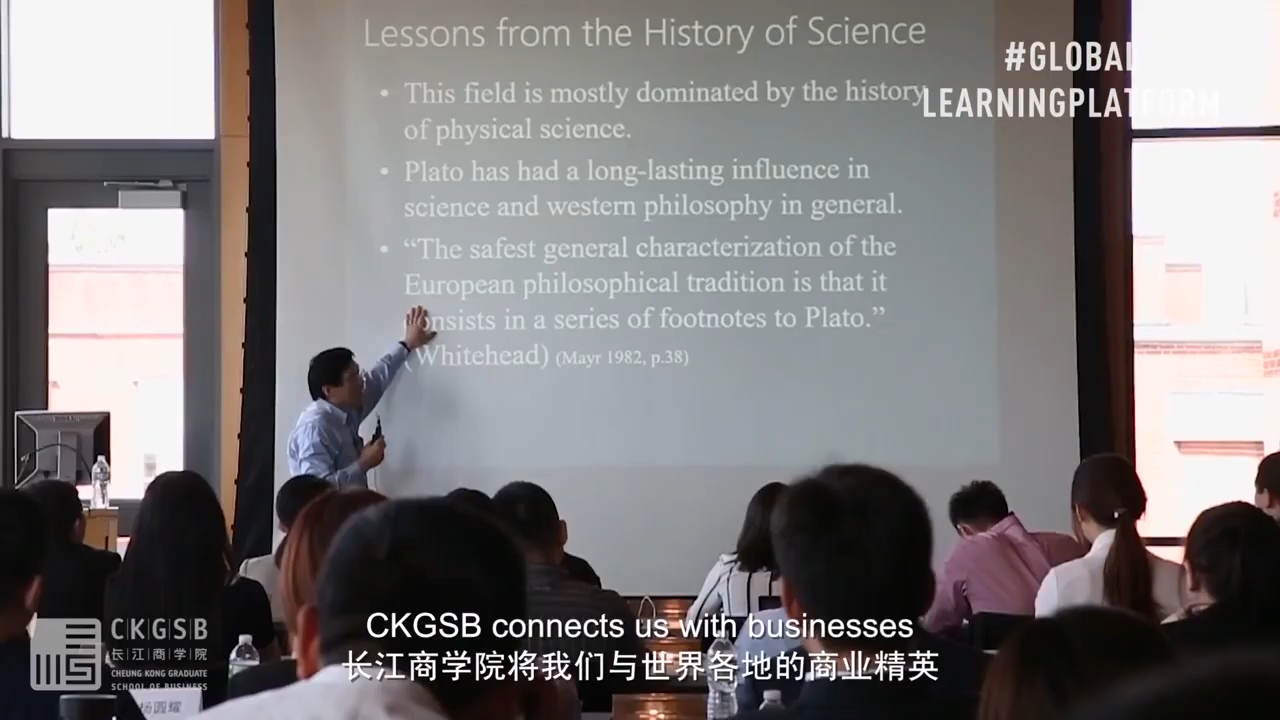 Lessons from the History of Science
#GLOBAL
LEARNINGPLATFORM
• This field is mostly dominated by the history
of physical science.
• Plato has had a long-lasting influence in
science and western philosophy in general.
• “The safest general characterization of the
European philosophical tradition is that it
consists in a series of footnotes to Plato.”
(Whitehead) (Mayr 1982, p.38)
CKGSB connects us with businesses
长江商学院将我们与世界各地的商业精英
C|K|G|S|B
长|江|商|学|院
CHEUNG KONG GRADUATE
SCHOOL OF BUSINESS
杨圆耀